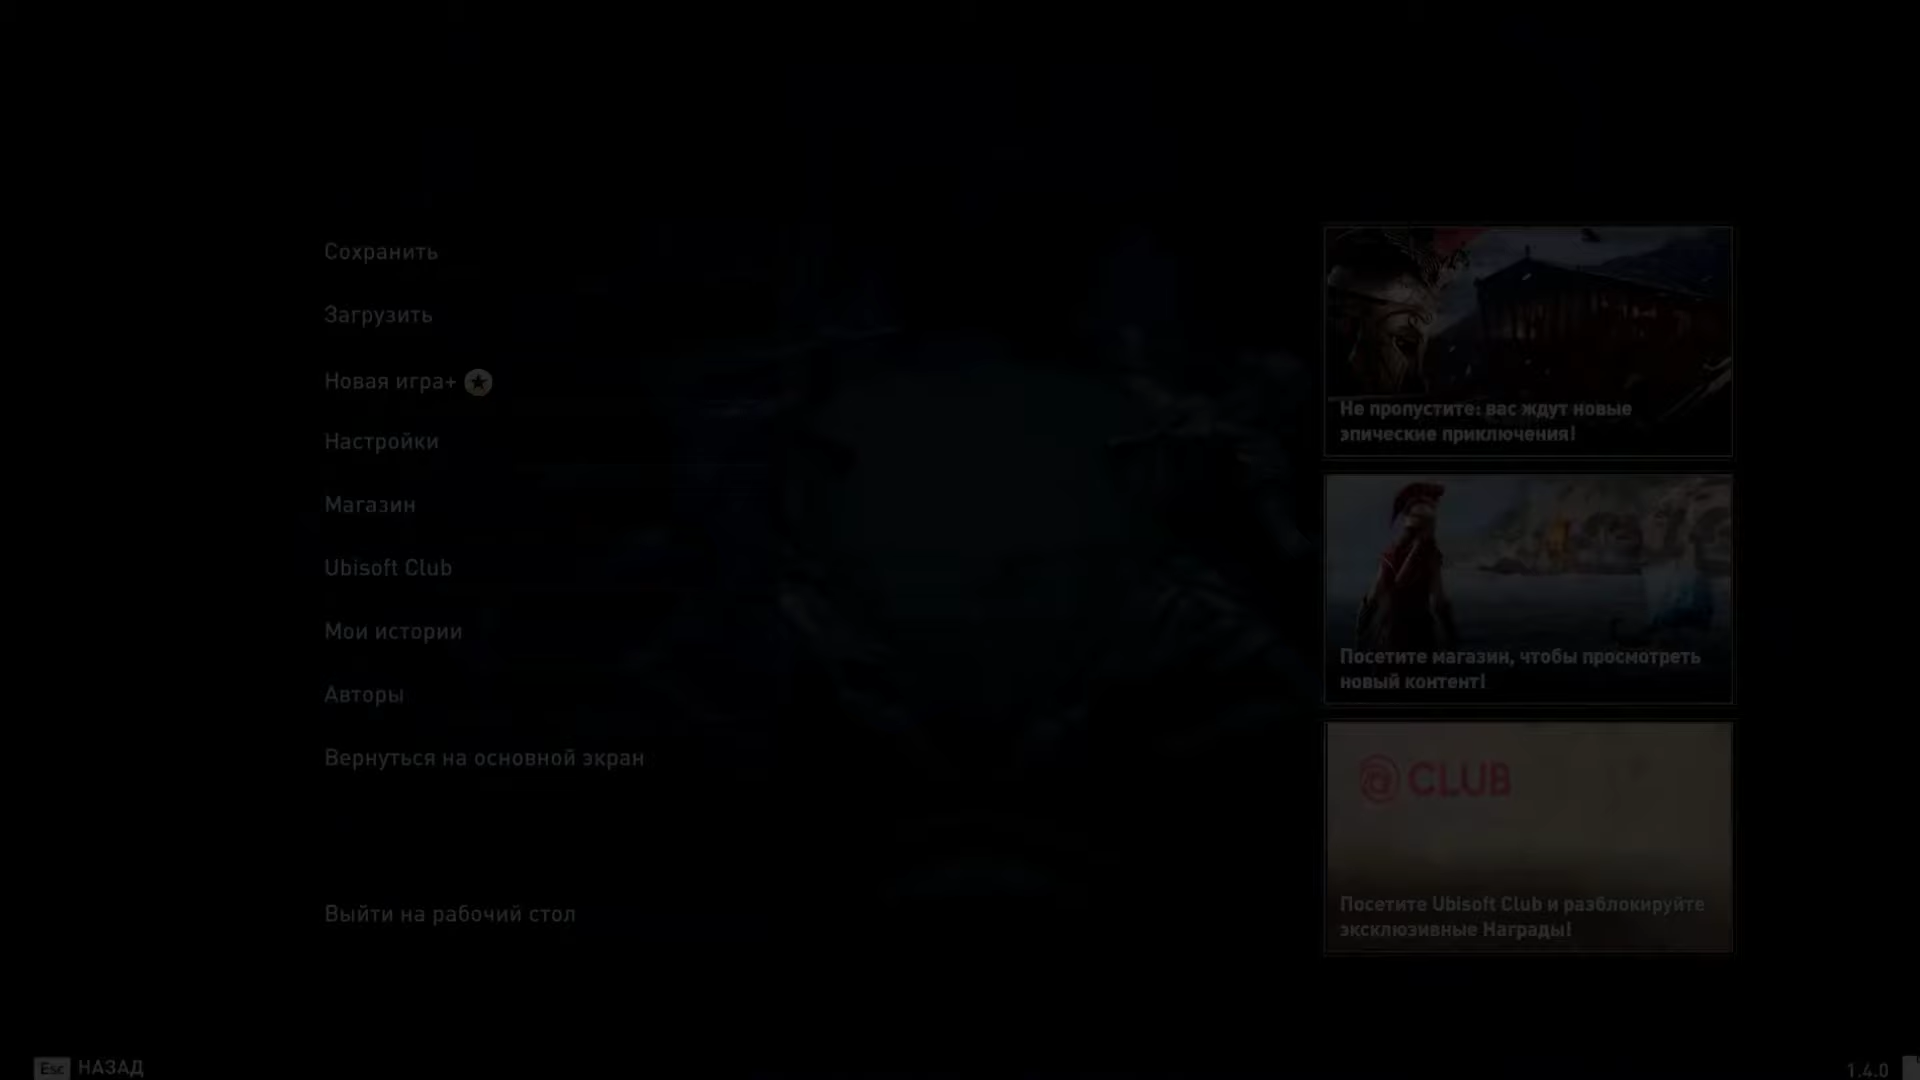 Сохранить
Загрузить
Новая игра+
Настройки
Магазин
Ubisoft Club
Мои истории
Авторы
Вернуться на основной экран
Выйти на рабочий стол
Не пропустите: вас ждут новые
эпические приключения!
Посетите магазин, чтобы просмотреть
новый контент!
CLUB
Посетите Ubisoft Club и разблокируйте
эксклюзивные Награды!
Esc НАЗАД
1.4.0